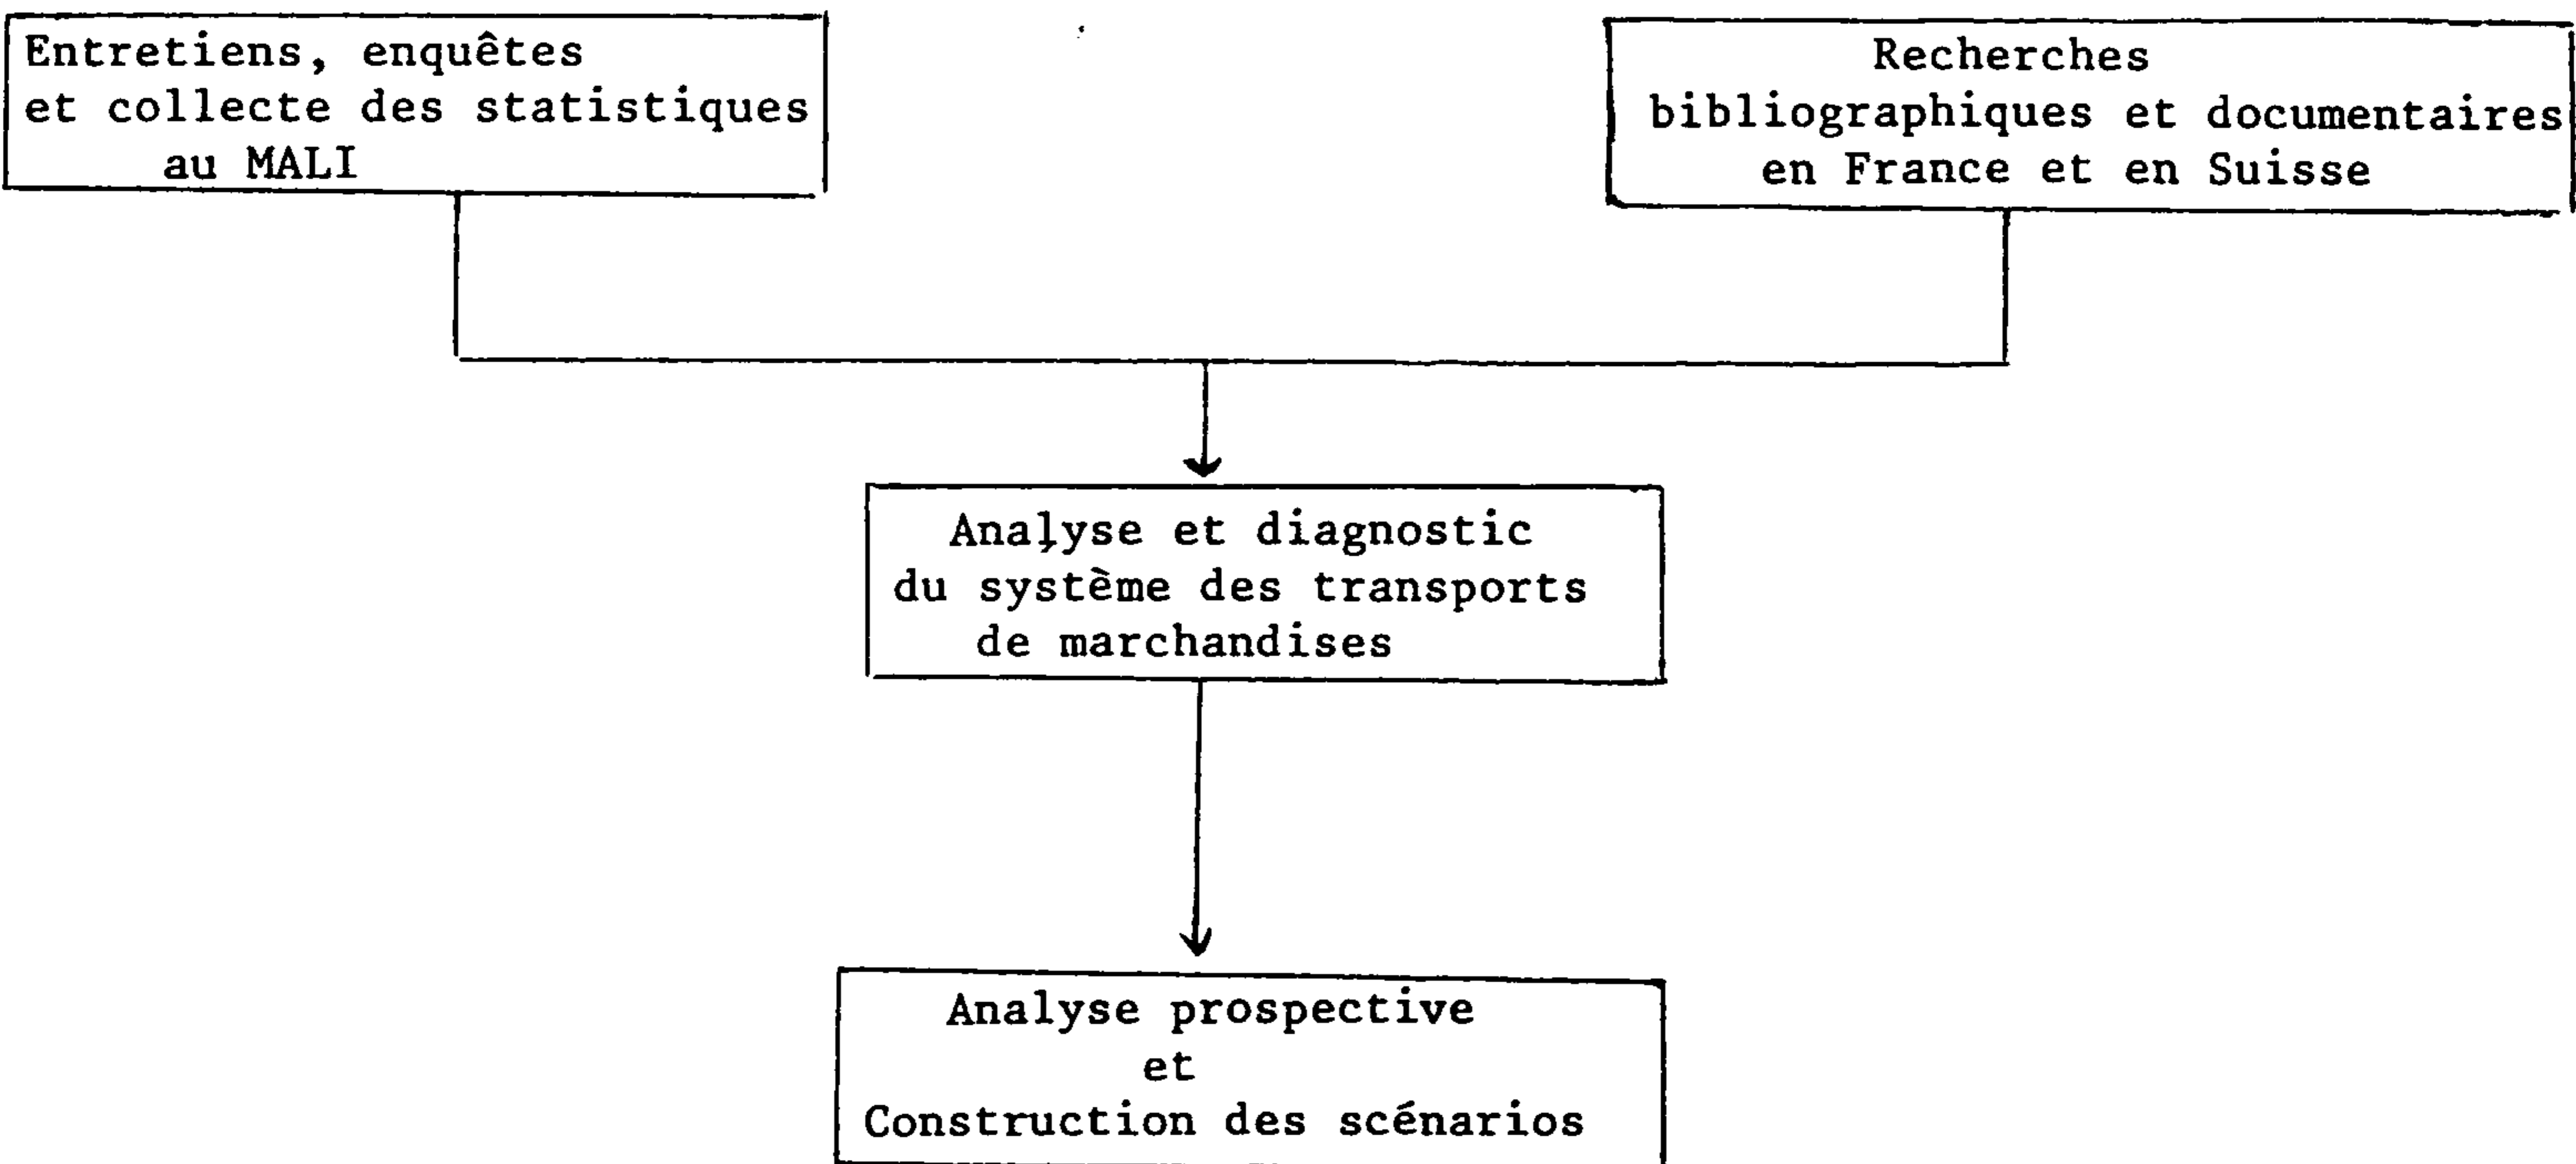 Entretiens, enquêtes
et collecte des statistiques
au MALI
Recherches
bibliographiques et documentaires
en France et en Suisse
Analyse et diagnostic
du système des transports
de marchandises
Analyse prospective
et
Construction des scénarios